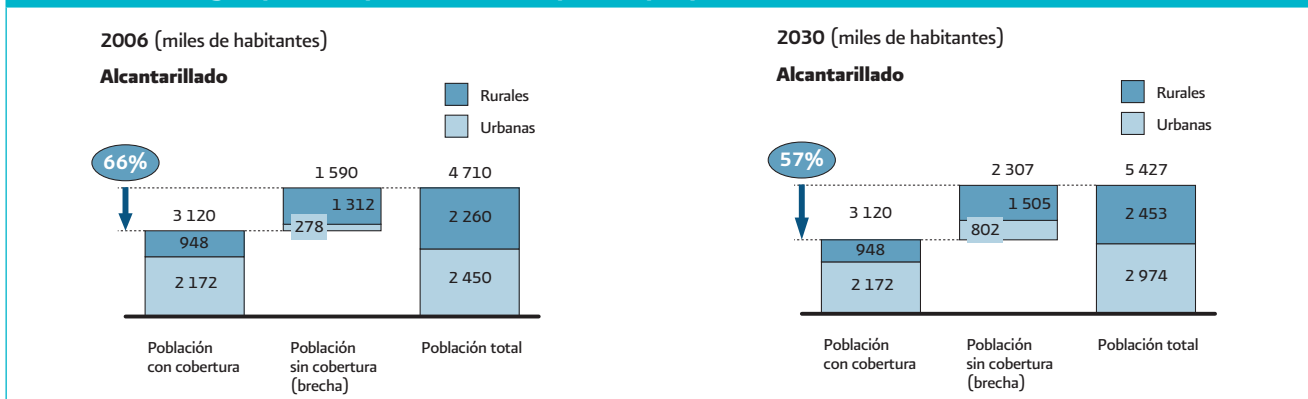 2006 (miles de habitantes)
Alcantarillado
Rurales
Urbanas
66%
1 590
4 710
3 120
1 312
2 260
948
278
2 172
2 450
Población
con cobertura
Población
sin cobertura
(brecha)
Población total
2030 (miles de habitantes)
Alcantarillado
Rurales
Urbanas
57%
2 307
5 427
3 120
1 505
2 453
948
802
2 172
2 974
Población
con cobertura
Población
sin cobertura
(brecha)
Población total